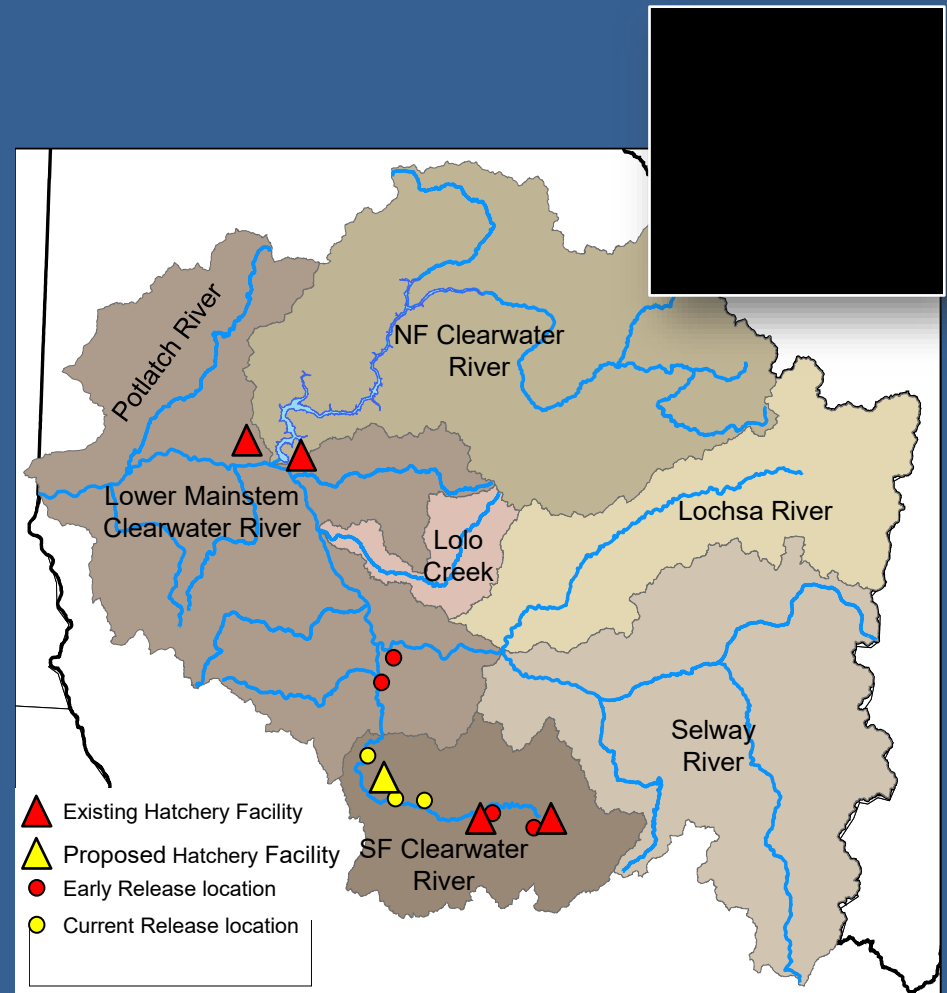 Potlatch River
NF Clearwater
River
Lower Mainstem
Clearwater River
Lochsa River
Lolo
Creek
Selway
River
SF Clearwater
River
Existing Hatchery Facility
Proposed Hatchery Facility
Early Release location
Current Release location